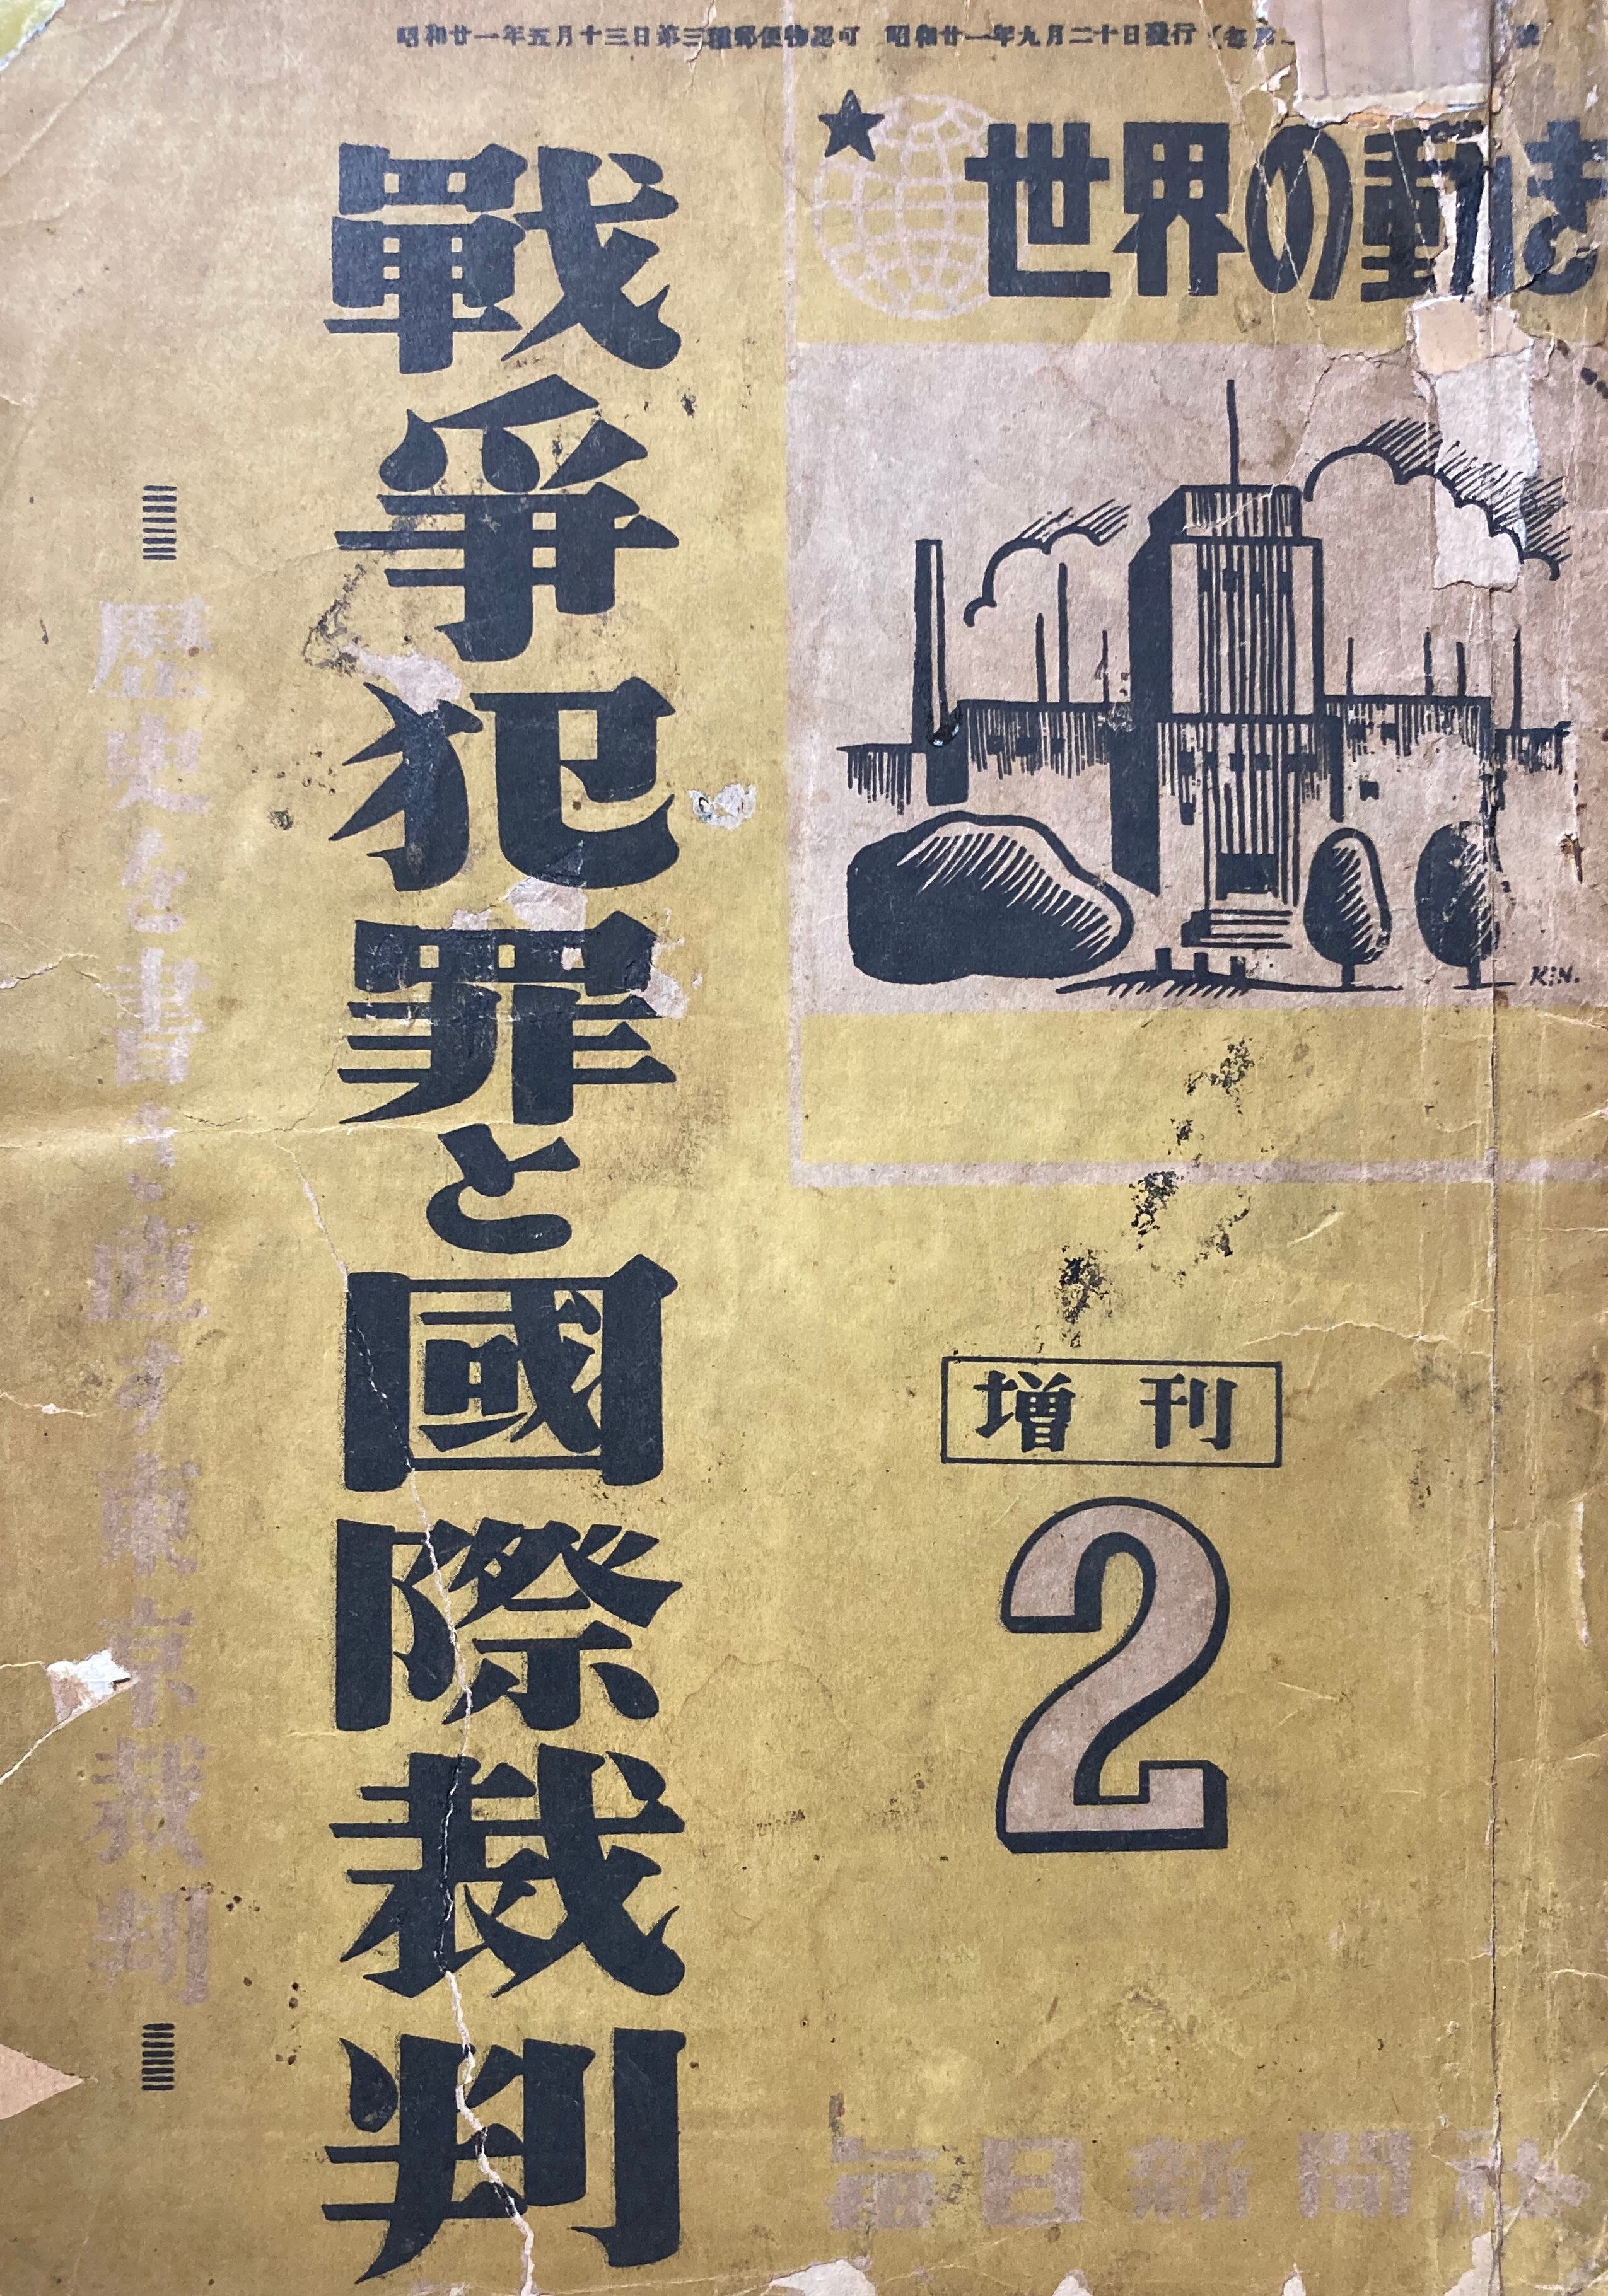 昭和廿一年五月十三日第三種郵便物認可 昭和廿一年九月二十日發行（每月
世界の動き
KiN.
増刊
2
戰爭犯罪と國際裁判
歴史を書き直す東京裁判
毎日新聞社